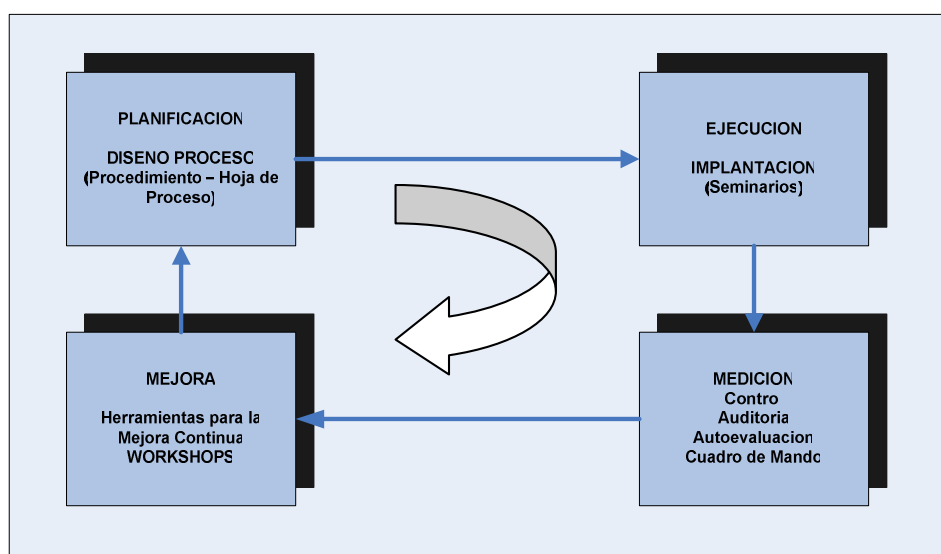 PLANIFICACION
DISENO PROCESO
(Procedimiento – Hoja de
Proceso)
EJECUCION
IMPLANTACION
(Seminarios)
MEJORA
Herramientas para la
Mejora Continua
WORKSHOPS
MEDICION
Contro
Auditoria
Autoevaluacion
Cuadro de Mando